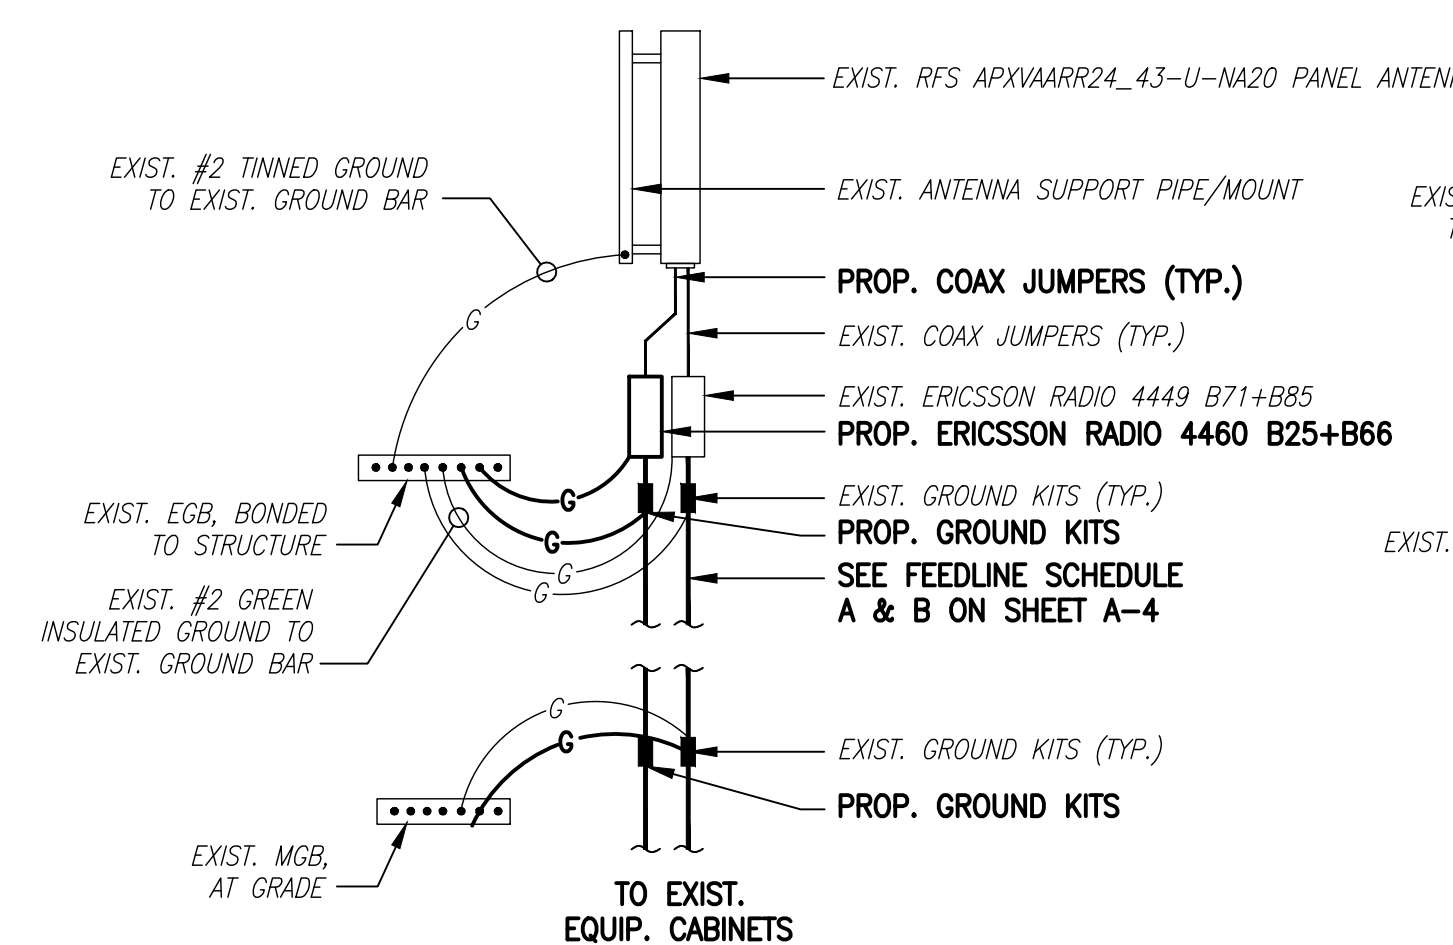 EXIST. RFS APXVAARR24_43-U-NA20 PANEL
EXIST. #2 TINNED GROUND
TO EXIST. GROUND BAR
EXIST. ANTENNA SUPPORT PIPE/MOUNT
PROP. COAX JUMPERS (TYP.)
G
EXIST. COAX JUMPERS (TYP.)
EXIST. ERICSSON RADIO 4449 B71+B85
PROP. ERICSSON RADIO 4460 B25+B66
EXIST. GROUND KITS (TYP.)
G
EXIST. EGB, BONDED
TO STRUCTURE
PROP. GROUND KITS
G
EXIST.
G
G
SEE FEEDLINE SCHEDULE
A & B ON SHEET A-4
EXIST. #2 GREEN
INSULATED GROUND TO
EXIST. GROUND BAR
G
G
EXIST. GROUND KITS (TYP.)
PROP. GROUND KITS
EXIST. MGB,
AT GRADE
TO EXIST.
EQUIP. CABINETS